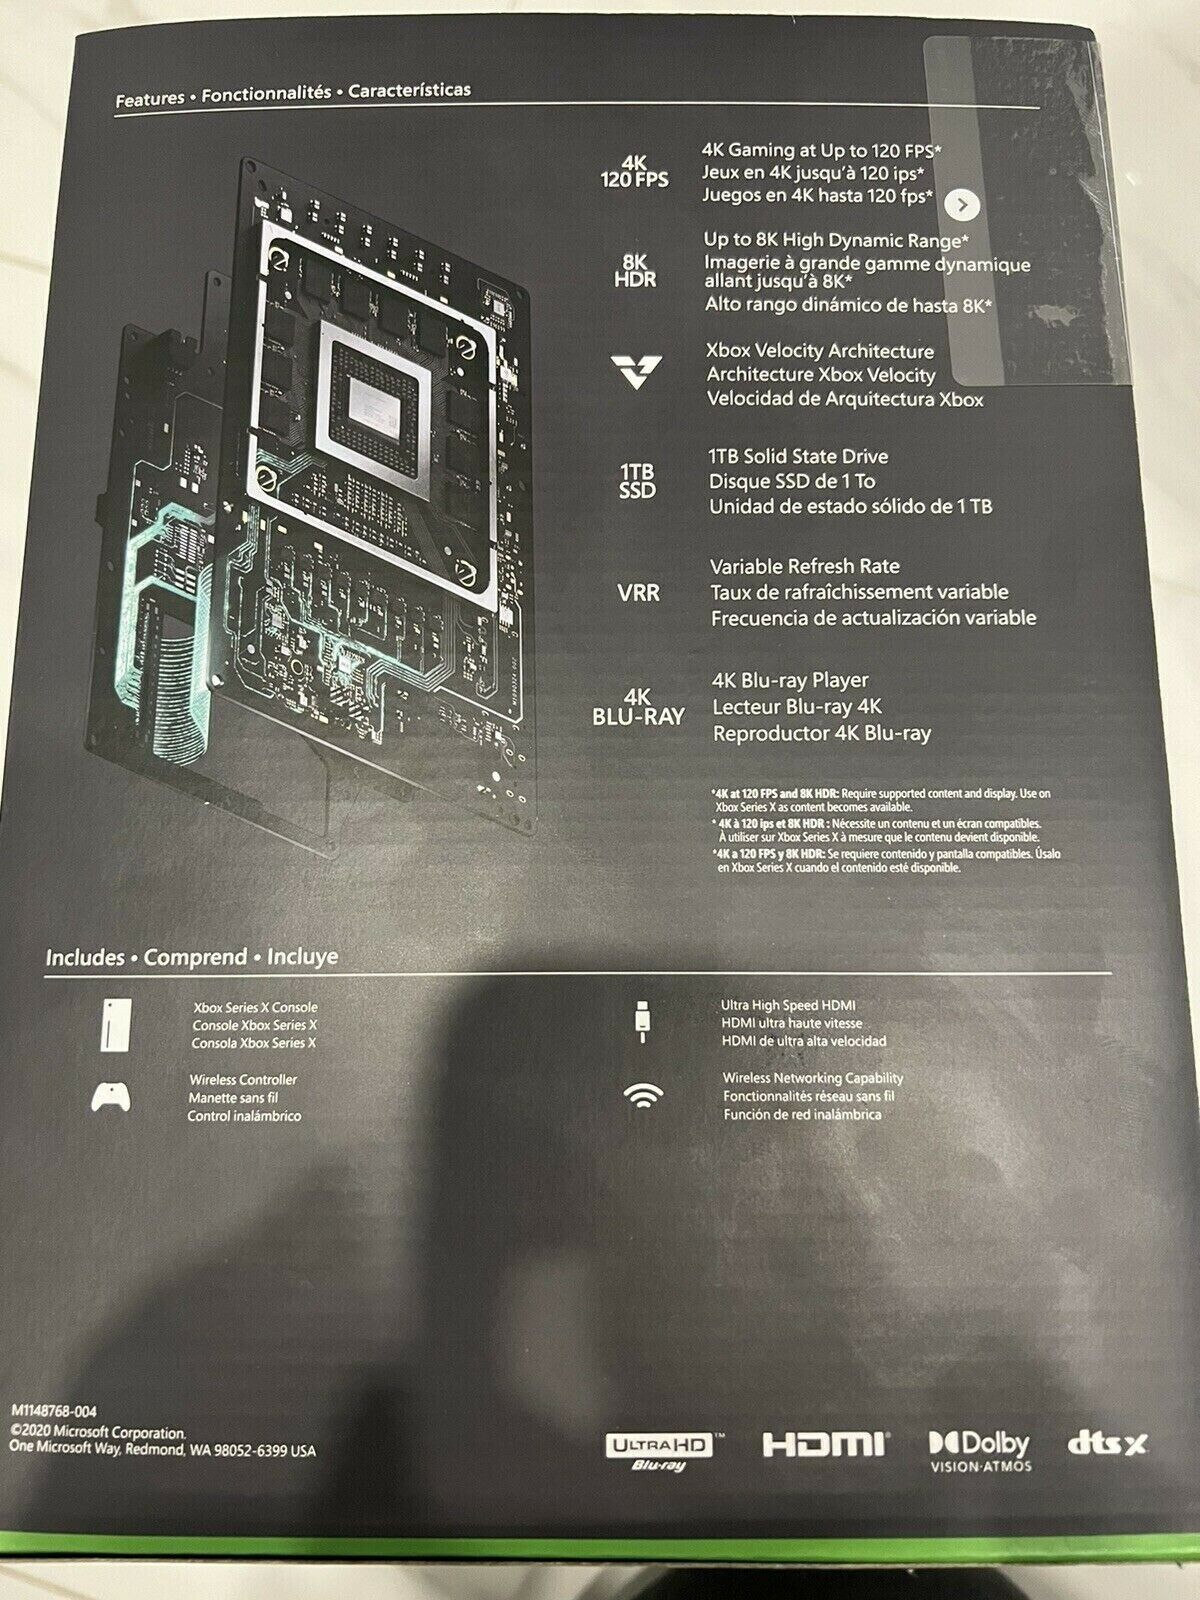 Features • Fonctionnalités • Características
4K
120 FPS
4K Gaming at Up to 120 FPS*
Jeux en 4K jusqu'à 120 ips*
Juegos en 4K hasta 120 fps*
8K
HDR
Up to 8K High Dynamic Range*
Imagerie à grande gamme dynamique
allant jusqu'à 8K*
Alto rango dinámico de hasta 8K*
Xbox Velocity Architecture
Architecture Xbox Velocity
Velocidad de Arquitectura Xbox
1TB
SSD
1TB Solid State Drive
Disque SSD de 1 To
Unidad de estado sólido de 1 TB
VRR
Variable Refresh Rate
Taux de rafraîchissement variable
Frecuencia de actualización variable
4K
BLU-RAY
4K Blu-ray Player
Lecteur Blu-ray 4K
Reproductor 4K Blu-ray
*4K at 120 FPS and 8K HDR: Require supported content and display. Use on
Xbox Series X as content becomes available.
* 4K à 120 ips et 8K HDR : Nécessite un contenu et un écran compatibles.
À utiliser sur Xbox Series X à mesure que le contenu devient disponible.
*4K a 120 FPS y 8K HDR: Se requiere contenido y pantalla compatibles. Úsalo
en Xbox Series X cuando el contenido esté disponible.
Includes • Comprend • Incluye
Xbox Series X Console
Console Xbox Series X
Consola Xbox Series X
Wireless Controller
Manette sans fil
Control inalámbrico
Ultra High Speed HDMI
HDMI ultra haute vitesse
HDMI de ultra alta velocidad
Wireless Networking Capability
Fonctionnalités réseau sans fil
Función de red inalámbrica
M1148768-004
©2020 Microsoft Corporation.
One Microsoft Way, Redmond, WA 98052-6399 USA
ULTRA HD™
Blu-ray
HDMI®
Dolby
VISION·ATMOS
dts x